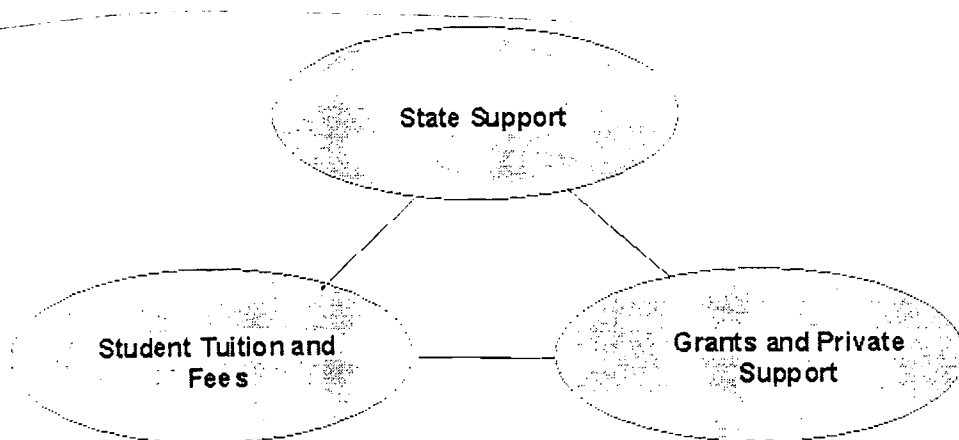 State Support
Student Tuition and
Fees
Grants and Private
Support